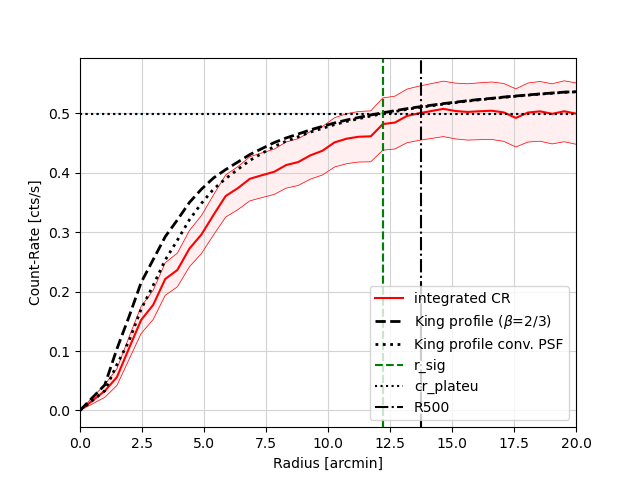 Count-Rate [cts/s]
0.5
0.4
0.3
0.2
0.1
0.0
integrated CR
King profile (β=2/3)
King profile conv. PSF
r_sig
cr_plateu
R500
0.0 2.5 5.0 7.5 10.0 12.5 15.0 17.5 20.0
Radius [arcmin]